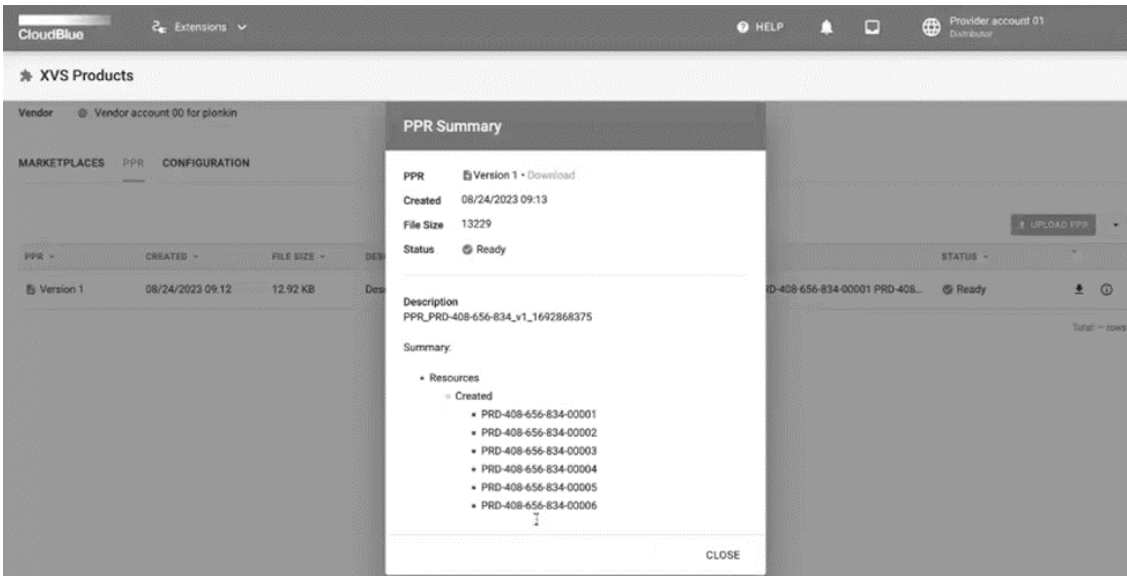 CloudBlue
Extensions
HELP
Provider account 01
Distributor
XVS Products
Vendor Vendor account 00 for plonkin
MARKETPLACES PPR CONFIGURATION
UPLOAD PPR
PPR CREATED FILE SIZE STATUS
Version 1 08/24/2023 09.12 12.92 KB PRD-408... Ready
Total: — rows
PPR Summary
PPR Version 1 • Download
Created 08/24/2023 09:13
File Size 13229
Status Ready
Description
PPR_PRD-408-656-834_v1_1692868375
Summary:
Resources
Created
PRD-408-656-834-00001
PRD-408-656-834-00002
PRD-408-656-834-00003
PRD-408-656-834-00004
PRD-408-656-834-00005
PRD-408-656-834-00006
CLOSE